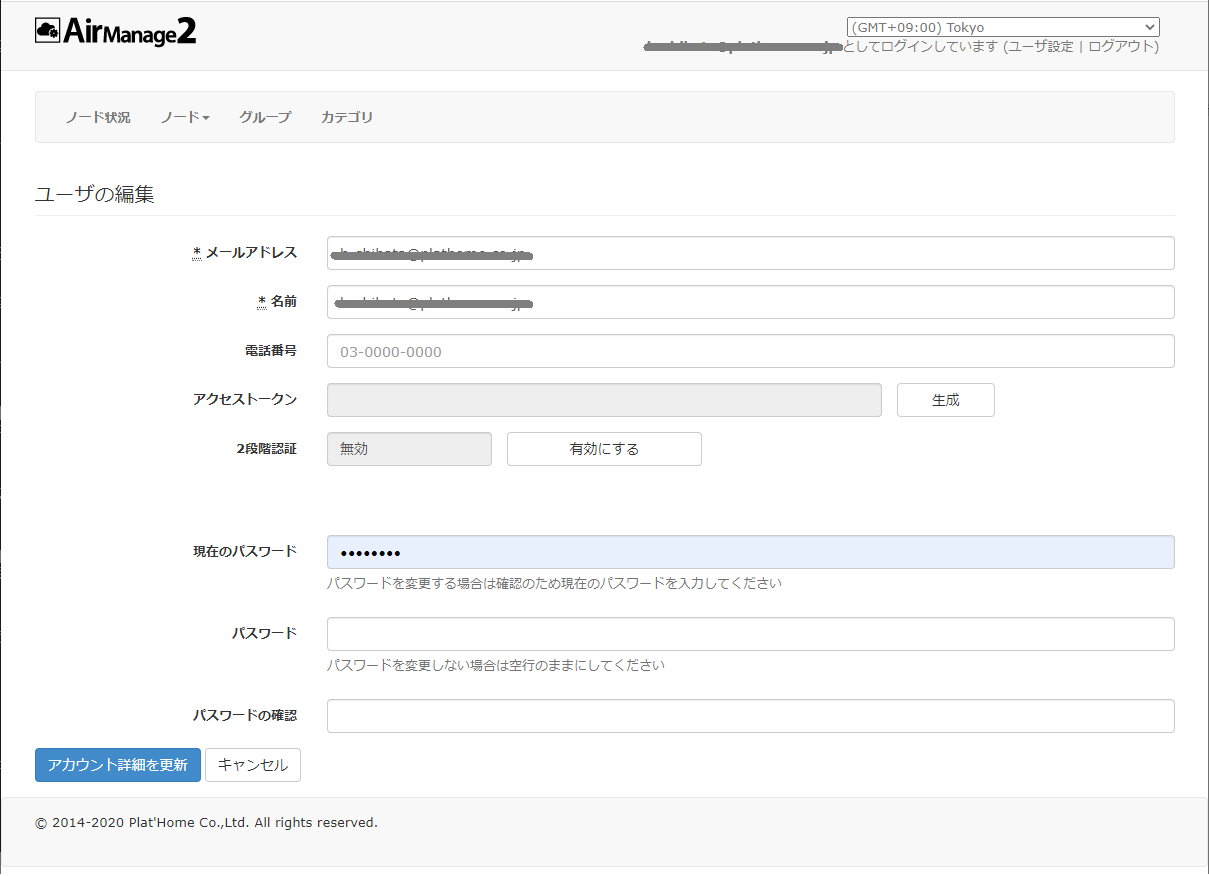 AirManage2
(GMT+09:00) Tokyo
としてログインしています (ユーザ設定 | ログアウト)
ノード状況 ノード グループ カテゴリ
ユーザの編集
* メールアドレス
* 名前
電話番号 03-0000-0000
アクセストークン 生成
2段階認証 無効 有効にする
現在のパスワード ••••••••
パスワードを変更する場合は確認のため現在のパスワードを入力してください
パスワード
パスワードを変更しない場合は空行のままにしてください
パスワードの確認
アカウント詳細を更新 キャンセル
© 2014-2020 Plat'Home Co.,Ltd. All rights reserved.